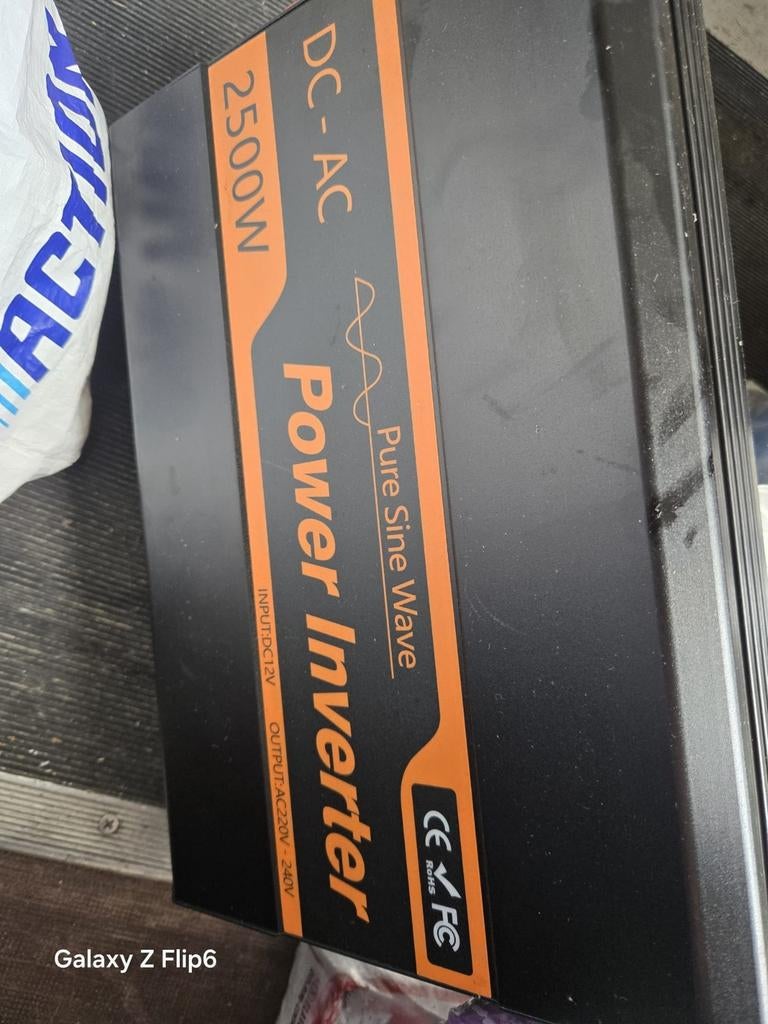 ACTION
DC - AC
2500W
Pure Sine Wave
Power Inverter
INPUT:DC12V OUTPUT:AC220V - 240V
CE RoHS FC
Galaxy Z Flip6